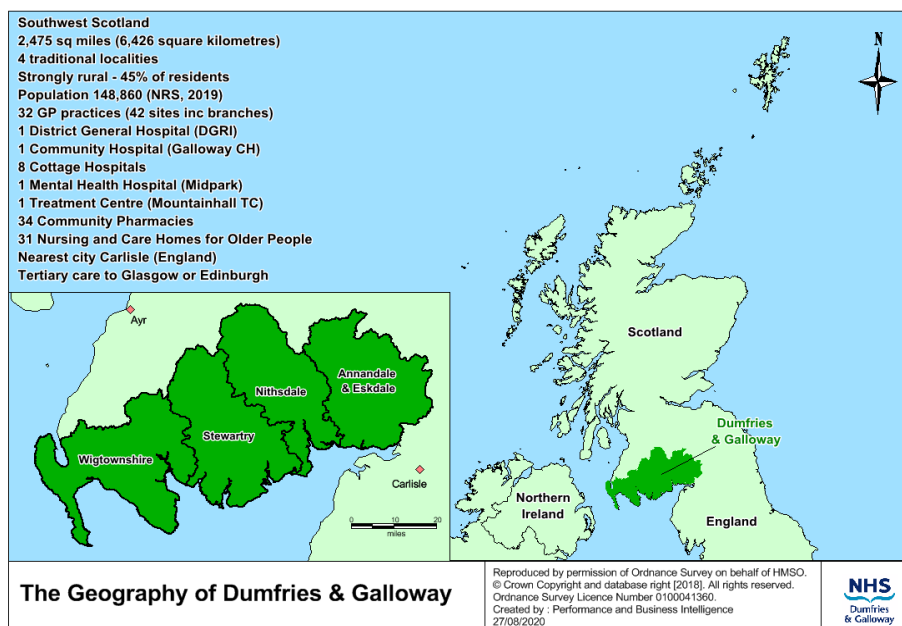 Southwest Scotland
2,475 sq miles (6,426 square kilometres)
4 traditional localities
Strongly rural - 45% of residents
Population 148,860 (NRS, 2019)
32 GP practices (42 sites inc branches)
1 District General Hospital (DGRI)
1 Community Hospital (Galloway CH)
8 Cottage Hospitals
1 Mental Health Hospital (Midpark)
1 Treatment Centre (Mountainhall TC)
34 Community Pharmacies
31 Nursing and Care Homes for Older People
Nearest city Carlisle (England)
Tertiary care to Glasgow or Edinburgh
N
Scotland
Dumfries
& Galloway
Northern
Ireland
England
Ayr
Annandale
& Eskdale
Nithsdale
Stewartry
Wigtownshire
Carlisle
0 10 20
miles
The Geography of Dumfries & Galloway
Reproduced by permission of Ordnance Survey on behalf of HMSO.
© Crown Copyright and database right [2018]. All rights reserved.
Ordnance Survey Licence Number 0100041360.
Created by : Performance and Business Intelligence
27/08/2020
NHS
Dumfries
& Galloway